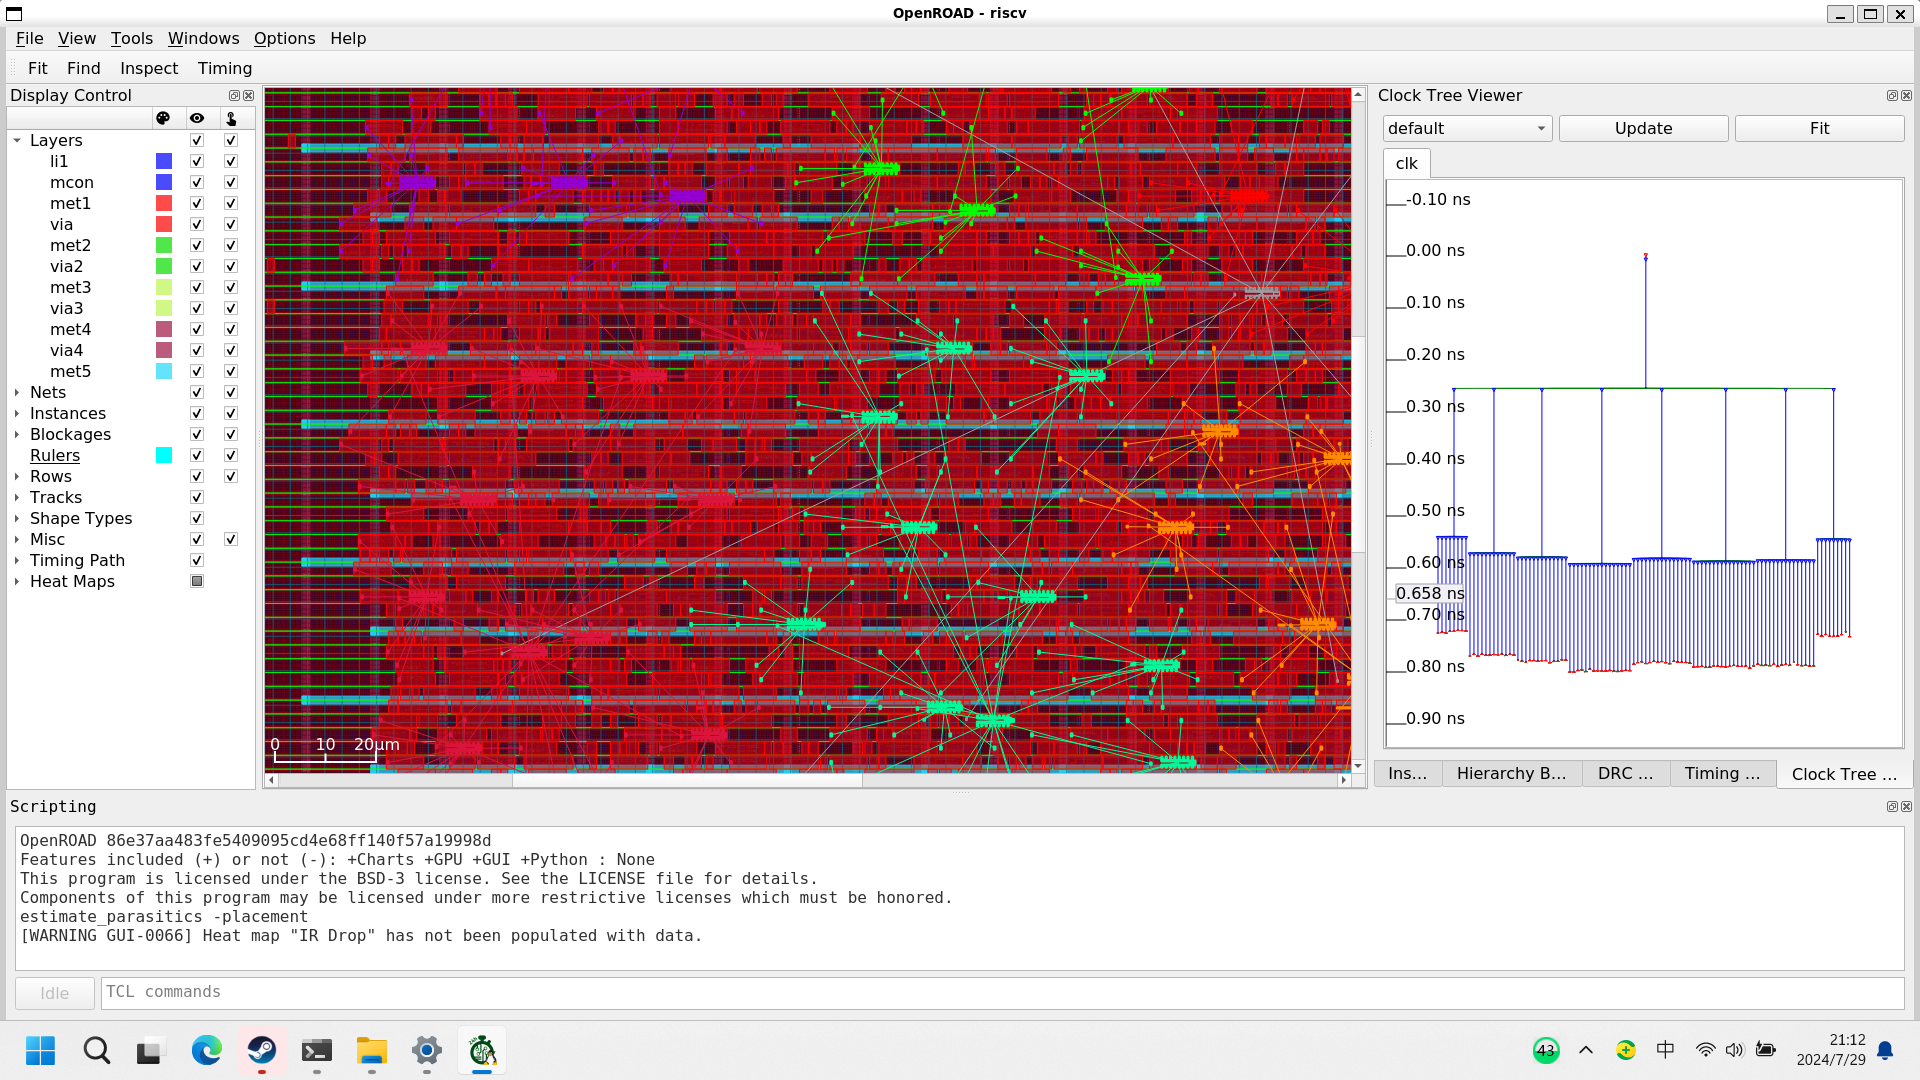 OpenROAD - riscv
File View Tools Windows Options Help
Fit Find Inspect Timing
Display Control
Layers
li1
mcon
met1
via
met2
via2
met3
via3
met4
via4
met5
Nets
Instances
Blockages
Rulers
Rows
Tracks
Shape Types
Misc
Timing Path
Heat Maps
0 10 20μm
Clock Tree Viewer
default Update Fit
clk
-0.10 ns
0.00 ns
0.10 ns
0.20 ns
0.30 ns
0.40 ns
0.50 ns
0.60 ns
0.658 ns
0.70 ns
0.80 ns
0.90 ns
Ins... Hierarchy B... DRC ... Timing ... Clock Tree ...
Scripting
OpenROAD 86e37aa483fe5409095cd4e68ff140f57a19998d
Features included (+) or not (-): +Charts +GPU +GUI +Python : None
This program is licensed under the BSD-3 license. See the LICENSE file for details.
Components of this program may be licensed under more restrictive licenses which must be honored.
estimate_parasitics -placement
[WARNING GUI-0066] Heat map "IR Drop" has not been populated with data.
Idle TCL commands
43 中 21:12
2024/7/29